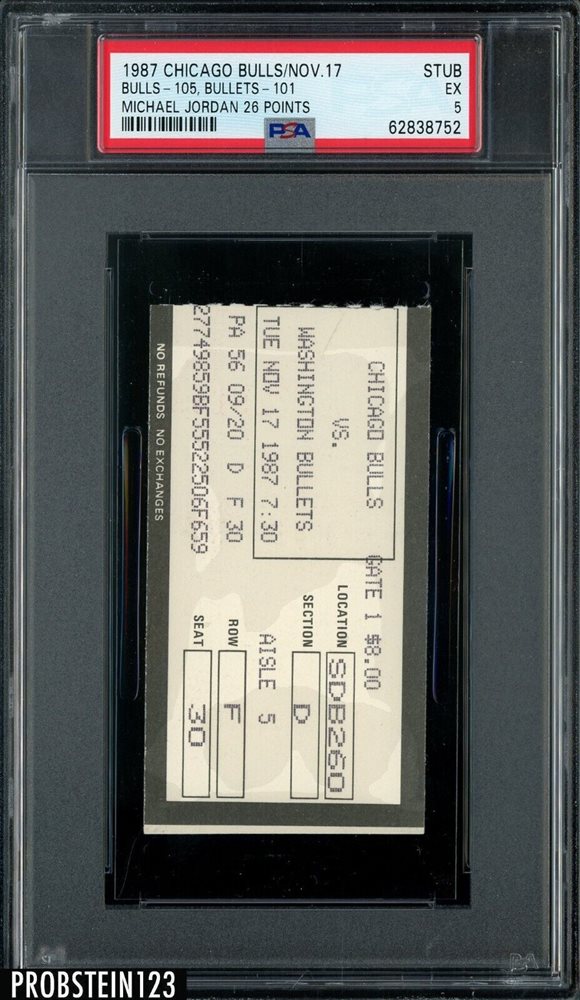 1987 CHICAGO BULLS/NOV.17 STUB
BULLS - 105, BULLETS - 101 EX
MICHAEL JORDAN 26 POINTS 5
PSA 62838752
CHICAGO BULLS GATE 1 $8.00
VS.
WASHINGTON BULLETS
TUE NOV 17 1987 7:30
PA 56 09/20 D F 30
27749859BF55522506F659
NO REFUNDS NO EXCHANGES
LOCATION SDB260
SECTION D
AISLE 5
ROW F
SEAT 30
PSA
PROBSTEIN123